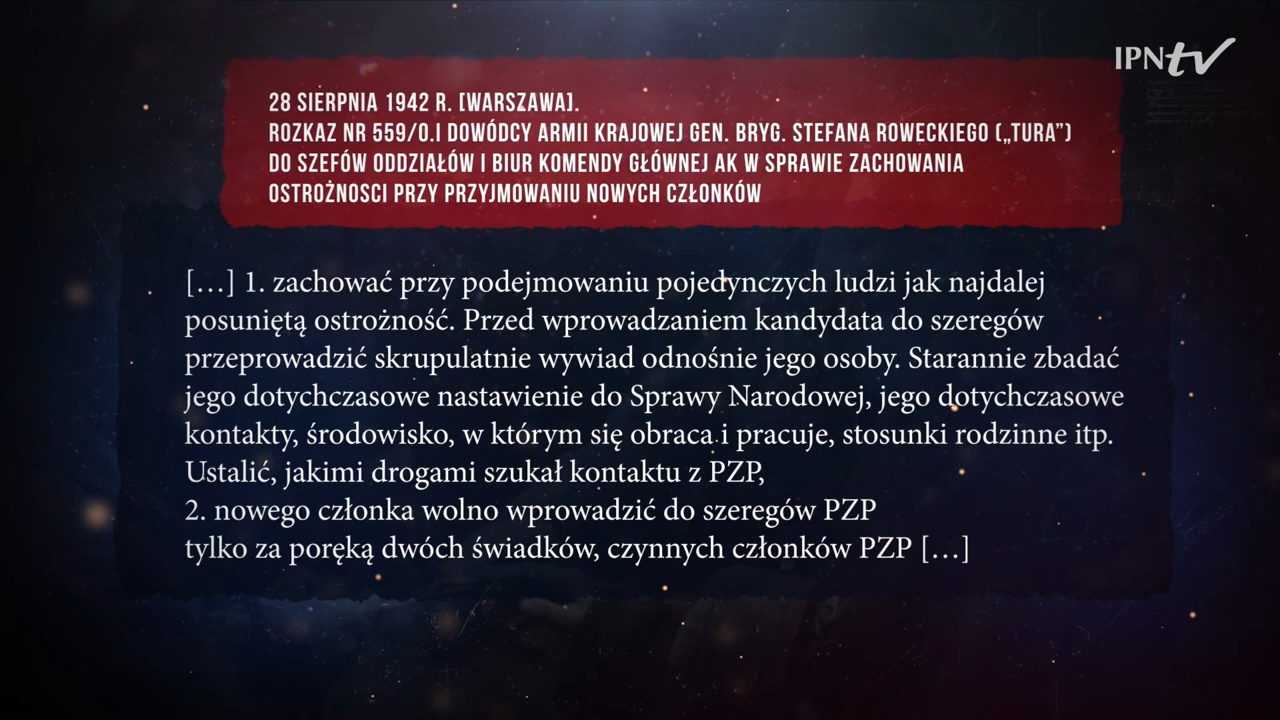 IPNtv
28 SIERPNIA 1942 R. [WARSZAWA].
ROZKAZ NR 559/O.I DOWÓDCY ARMII KRAJOWEJ GEN. BRYG. STEFANA ROWECKIEGO („TURA”)
DO SZEFÓW ODDZIAŁÓW I BIUR KOMENDY GŁÓWNEJ AK W SPRAWIE ZACHOWANIA
OSTROŻNOSCI PRZY PRZYJMOWANIU NOWYCH CZŁONKÓW
[…] 1. zachować przy podejmowaniu pojedynczych ludzi jak najdalej
posuniętą ostrożność. Przed wprowadzaniem kandydata do szeregów
przeprowadzić skrupulatnie wywiad odnośnie jego osoby. Starannie zbadać
jego dotychczasowe nastawienie do Sprawy Narodowej, jego dotychczasowe
kontakty, środowisko, w którym się obraca i pracuje, stosunki rodzinne itp.
Ustalić, jakimi drogami szukał kontaktu z PZP,
2. nowego członka wolno wprowadzić do szeregów PZP
tylko za poręką dwóch świadków, czynnych członków PZP […]